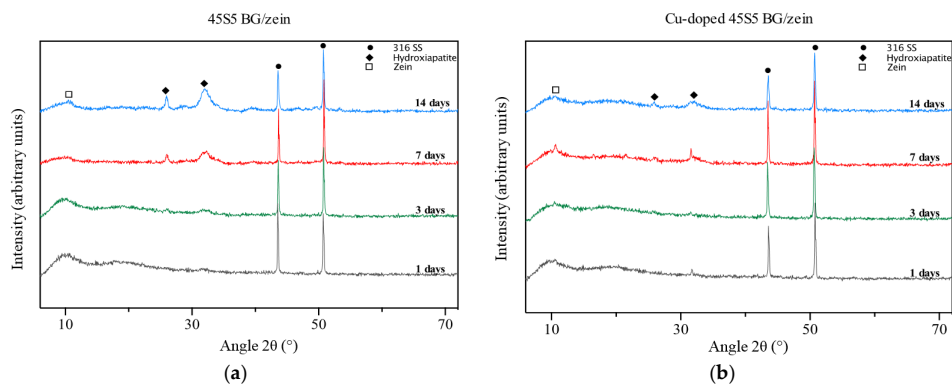 45S5 BG/zein
316 SS
Hydroxiapatite
Zein
14 days
7 days
3 days
1 days
Intensity (arbitrary units)
10
30
50
70
Angle 2θ (°)
(a)
Cu-doped 45S5 BG/zein
316 SS
Hydroxiapatite
Zein
14 days
7 days
3 days
1 days
Intensity (arbitrary units)
10
30
50
70
Angle 2θ (°)
(b)